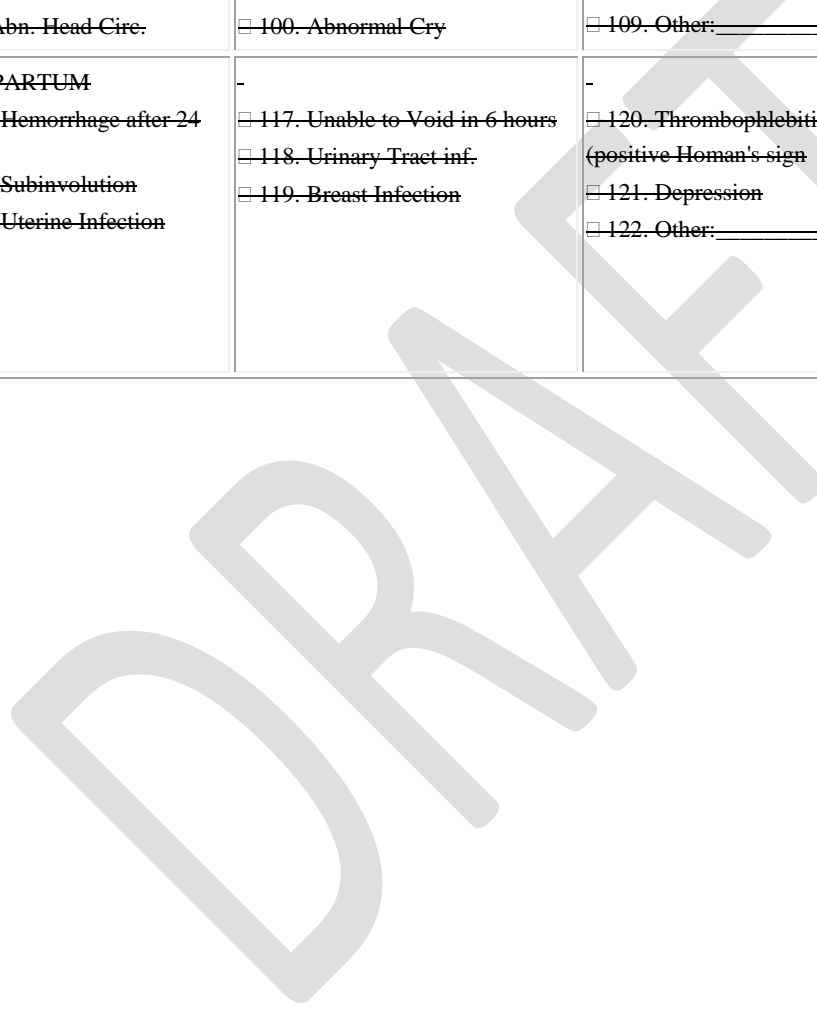 Abn. Head Circ.
□ 100. Abnormal Cry
□ 109. Other:__________
PARTUM
Hemorrhage after 24
Subinvolution
Uterine Infection
-
□ 117. Unable to Void in 6 hours
□ 118. Urinary Tract inf.
□ 119. Breast Infection
-
□ 120. Thrombophlebiti
(positive Homan's sign
□ 121. Depression
□ 122. Other:__________
DRAFT